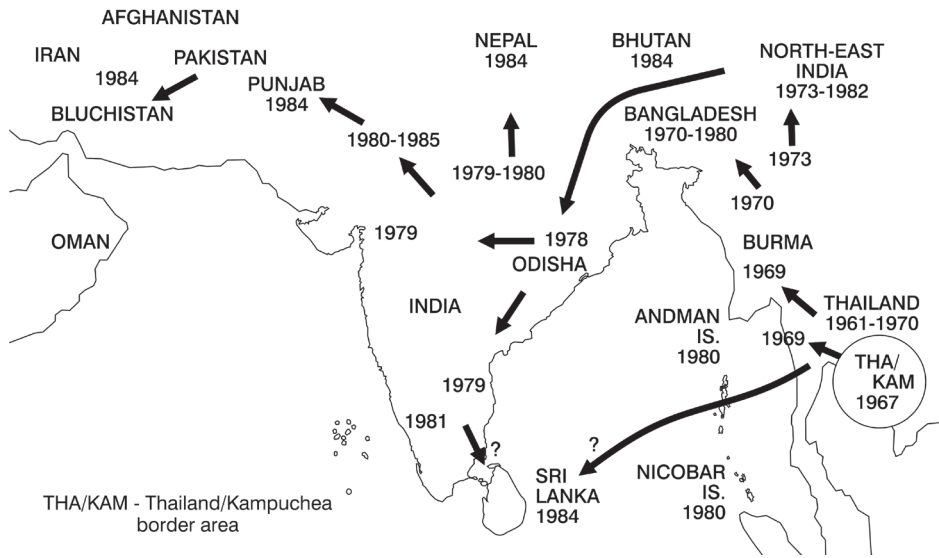 AFGHANISTAN
IRAN
1984
PAKISTAN
BLUCHISTAN
PUNJAB
1984
1980-1985
NEPAL
1984
1979-1980
BHUTAN
1984
NORTH-EAST
INDIA
1973-1982
BANGLADESH
1970-1980
1973
1970
OMAN
1979
1978
ODISHA
BURMA
1969
INDIA
THAILAND
1961-1970
ANDMAN
IS.
1980
1969
THA/
KAM
1967
1979
1981
?
?
SRI
LANKA
1984
NICOBAR
IS.
1980
THA/KAM - Thailand/Kampuchea
border area